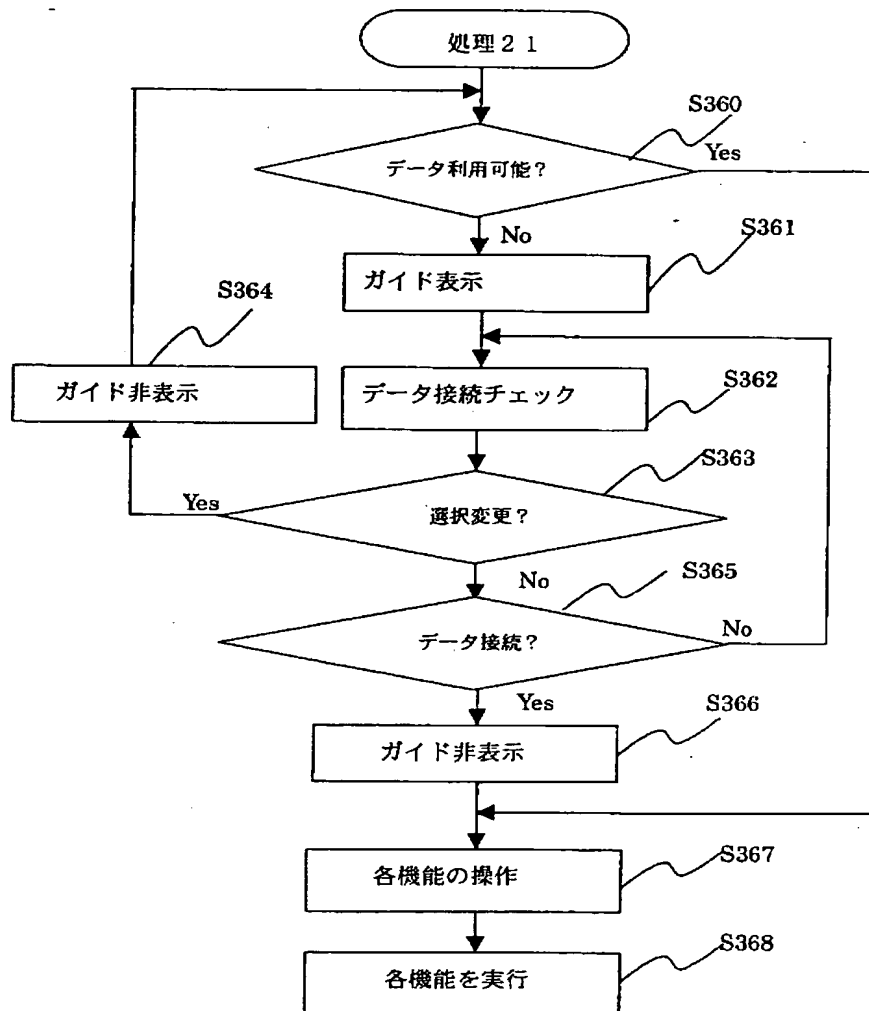 処理21
S360
データ利用可能?
Yes
No
S361
ガイド表示
S364
ガイド非表示
S362
データ接続チェック
S363
Yes
選択変更?
No
S365
データ接続?
No
Yes
S366
ガイド非表示
S367
各機能の操作
S368
各機能を実行